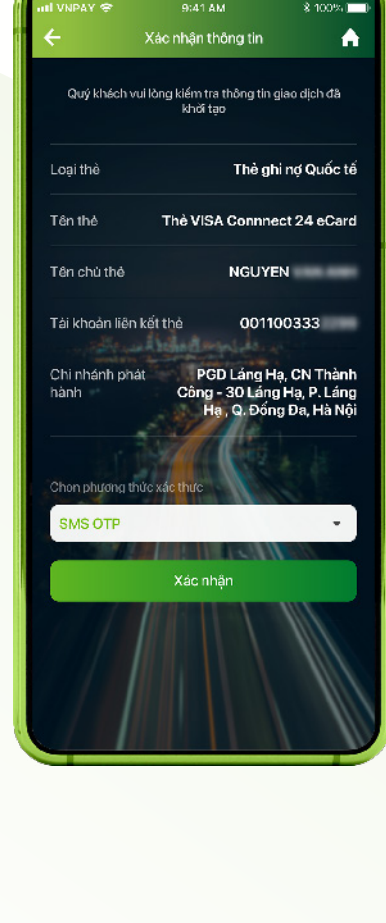 VNPAY 9:41 AM 100%
Xác nhận thông tin
Quý khách vui lòng kiểm tra thông tin giao dịch đã
khởi tạo
Loại thẻ Thẻ ghi nợ Quốc tế
Tên thẻ Thẻ VISA Connnect 24 eCard
Tên chủ thẻ NGUYEN
Tài khoản liên kết thẻ 001100333
Chi nhánh phát PGD Láng Hạ, CN Thành
hành Công - 30 Láng Hạ, P. Láng
Hạ , Q. Đống Đa, Hà Nội
Chọn phương thức xác thực
SMS OTP
Xác nhận